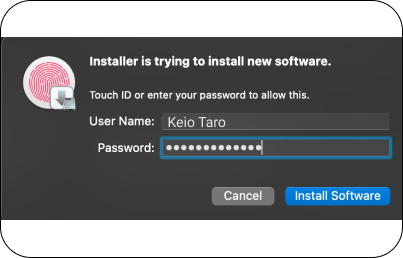 Installer is trying to install new software.
Touch ID or enter your password to allow this.
User Name: Keio Taro
Password: •••••••••••••
Cancel Install Software